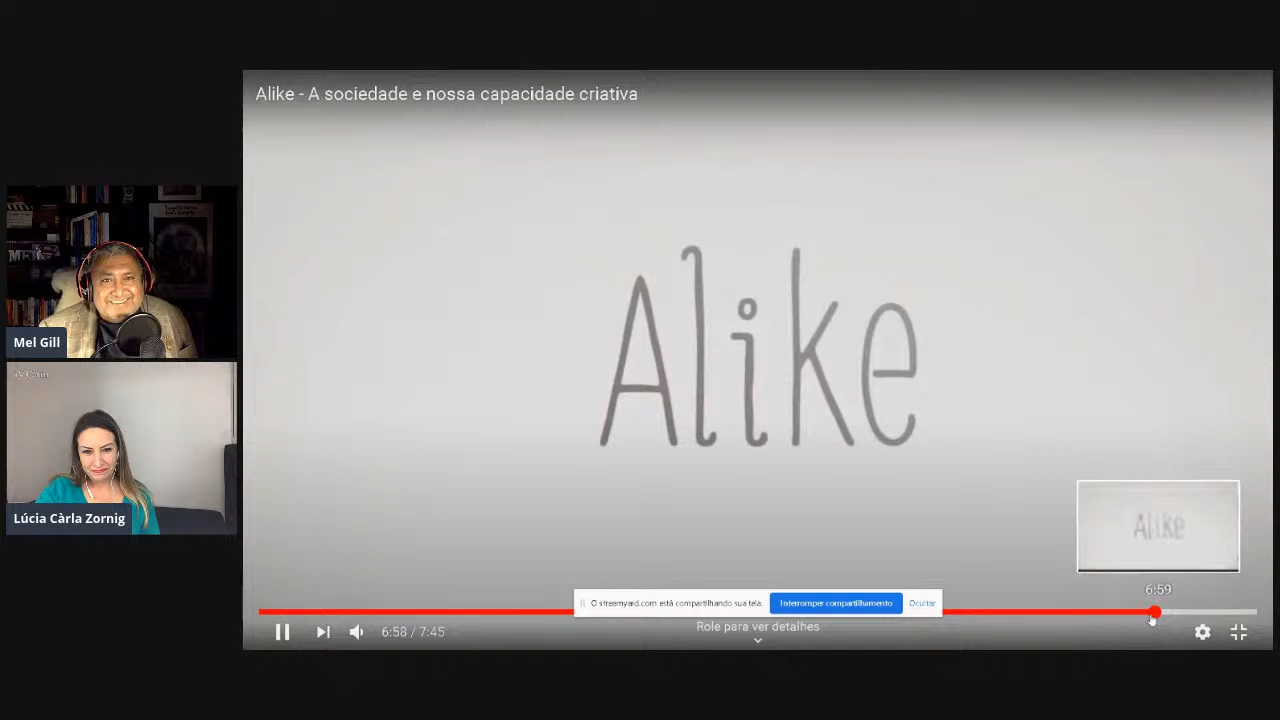 Alike - A sociedade e nossa capacidade criativa
Alike
Mel Gill
iVCam
Lúcia Càrla Zornig
Alike
6:59
O streamyard.com está compartilhando sua tela.
Interromper compartilhamento
Ocultar
Role para ver detalhes
6:58 / 7:45